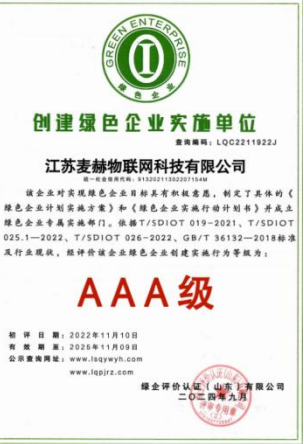 GREEN ENTERPRISE
绿色企业
创建绿色企业实施单位
查询编码：LQC2211922J
江苏麦赫物联网科技有限公司
统一社会信用代码：91320211302207154M
该企业对实现绿色企业目标具有积极意愿，制定了具体的《
绿色企业计划实施方案》和《绿色企业实施行动计划书》并成立
绿色企业专属实施部门。依据T/SDIOT 019-2021、T/SDIOT
025.1—2022、T/SDIOT 026-2022、GB/T 36132—2018标准
及行业现状，经评价该企业绿色企业创建实施行为等级为：
AAA级
初评日期：2022年11月10日
有效期至：2025年11月09日
公示查询网址：www.lsqywyh.com
www.lqpjrz.com
绿企评价认证（山东）有限公司
二〇二四年九月